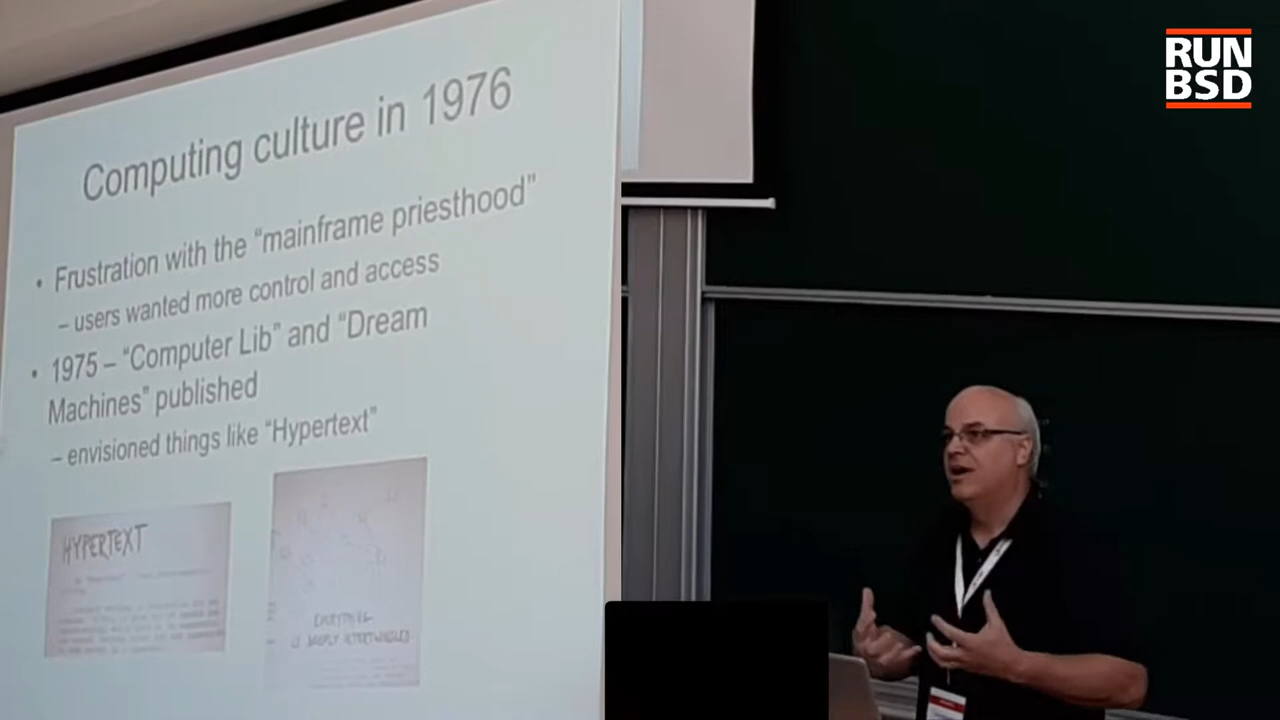 Computing culture in 1976
• Frustration with the “mainframe priesthood”
– users wanted more control and access
• 1975 – “Computer Lib” and “Dream
Machines” published
– envisioned things like “Hypertext”
HYPERTEXT
EVERYTHING
IS DEEPLY INTERTWINGLED
RUN
BSD